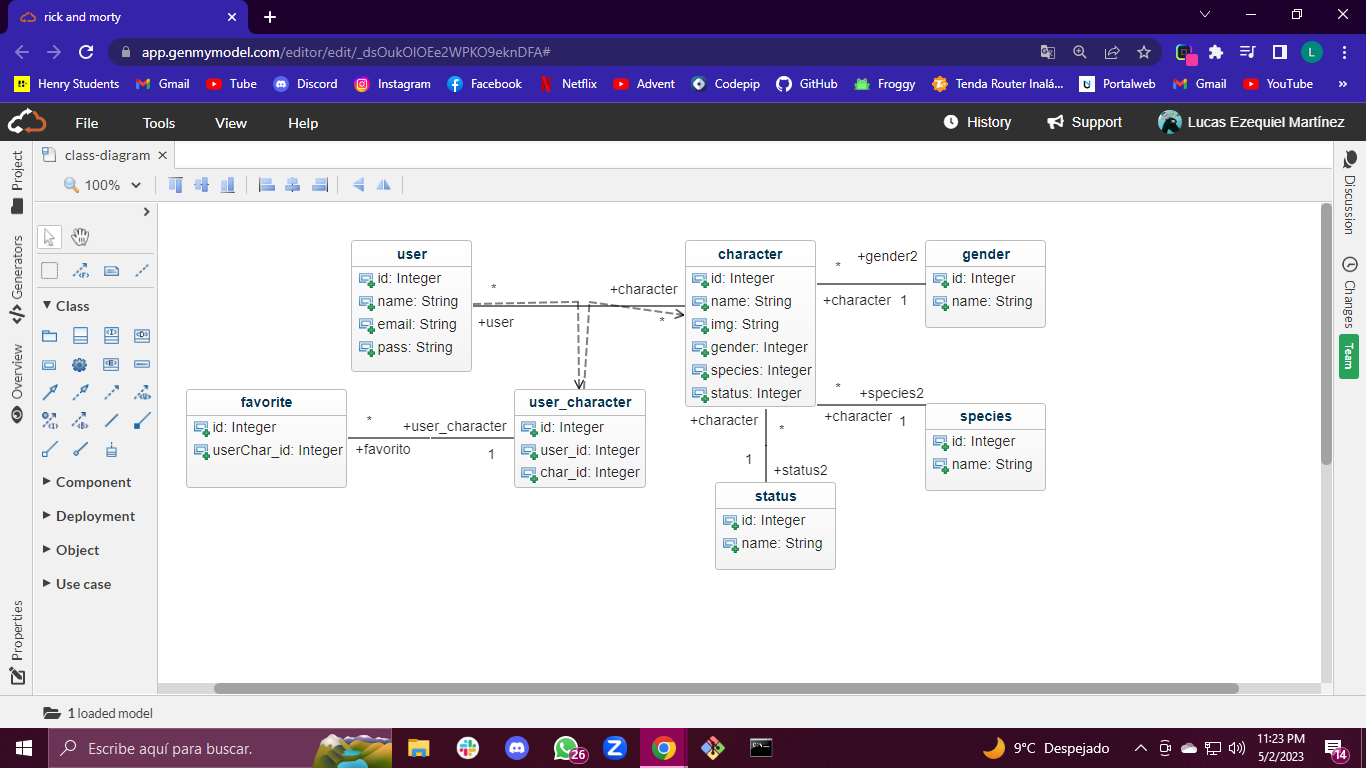 rick and morty
app.genmymodel.com/editor/edit/_dsOukOlOEe2WPKO9eknDFA#
L
Henry Students
Gmail
Tube
Discord
Instagram
Facebook
Netflix
Advent
Codepip
GitHub
Froggy
Tenda Router Inalá...
Portalweb
Gmail
YouTube
»
File
Tools
View
Help
History
Support
Lucas Ezequiel Martínez
class-diagram
100%
Project
Generators
Overview
Properties
Class
Component
Deployment
Object
Use case
user
id: Integer
name: String
email: String
pass: String
*
+user
+character
*
character
id: Integer
name: String
img: String
gender: Integer
species: Integer
status: Integer
*
+gender2
+character
1
gender
id: Integer
name: String
*
+species2
+character
1
species
id: Integer
name: String
favorite
id: Integer
userChar_id: Integer
*
+favorito
+user_character
1
user_character
id: Integer
user_id: Integer
char_id: Integer
+character
*
1
+status2
status
id: Integer
name: String
Discussion
Changes
Team
1 loaded model
Escribe aquí para buscar.
26
9°C Despejado
11:23 PM
5/2/2023
14